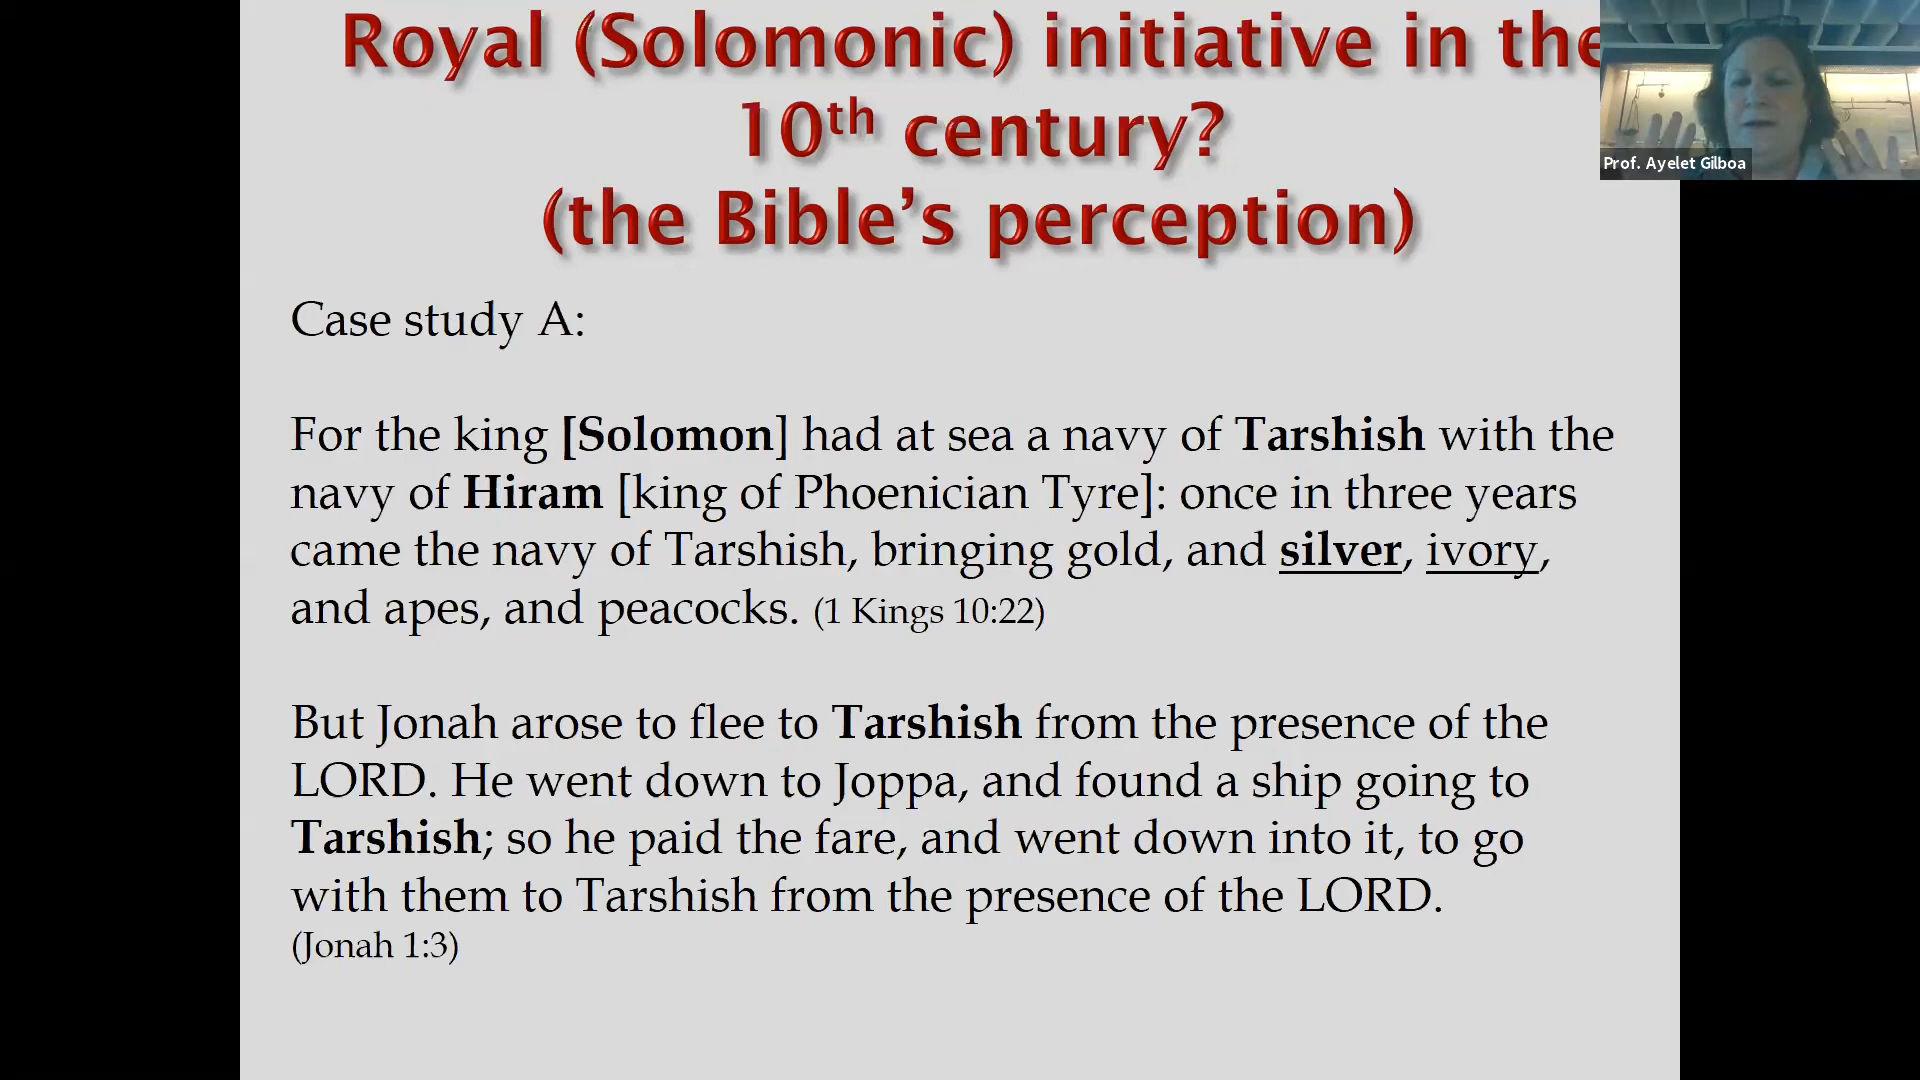 Royal (Solomonic) initiative in the
10th century?
(the Bible’s perception)
Prof. Ayelet Gilboa
Case study A:
For the king [Solomon] had at sea a navy of Tarshish with the
navy of Hiram [king of Phoenician Tyre]: once in three years
came the navy of Tarshish, bringing gold, and silver, ivory,
and apes, and peacocks. (1 Kings 10:22)
But Jonah arose to flee to Tarshish from the presence of the
LORD. He went down to Joppa, and found a ship going to
Tarshish; so he paid the fare, and went down into it, to go
with them to Tarshish from the presence of the LORD.
(Jonah 1:3)